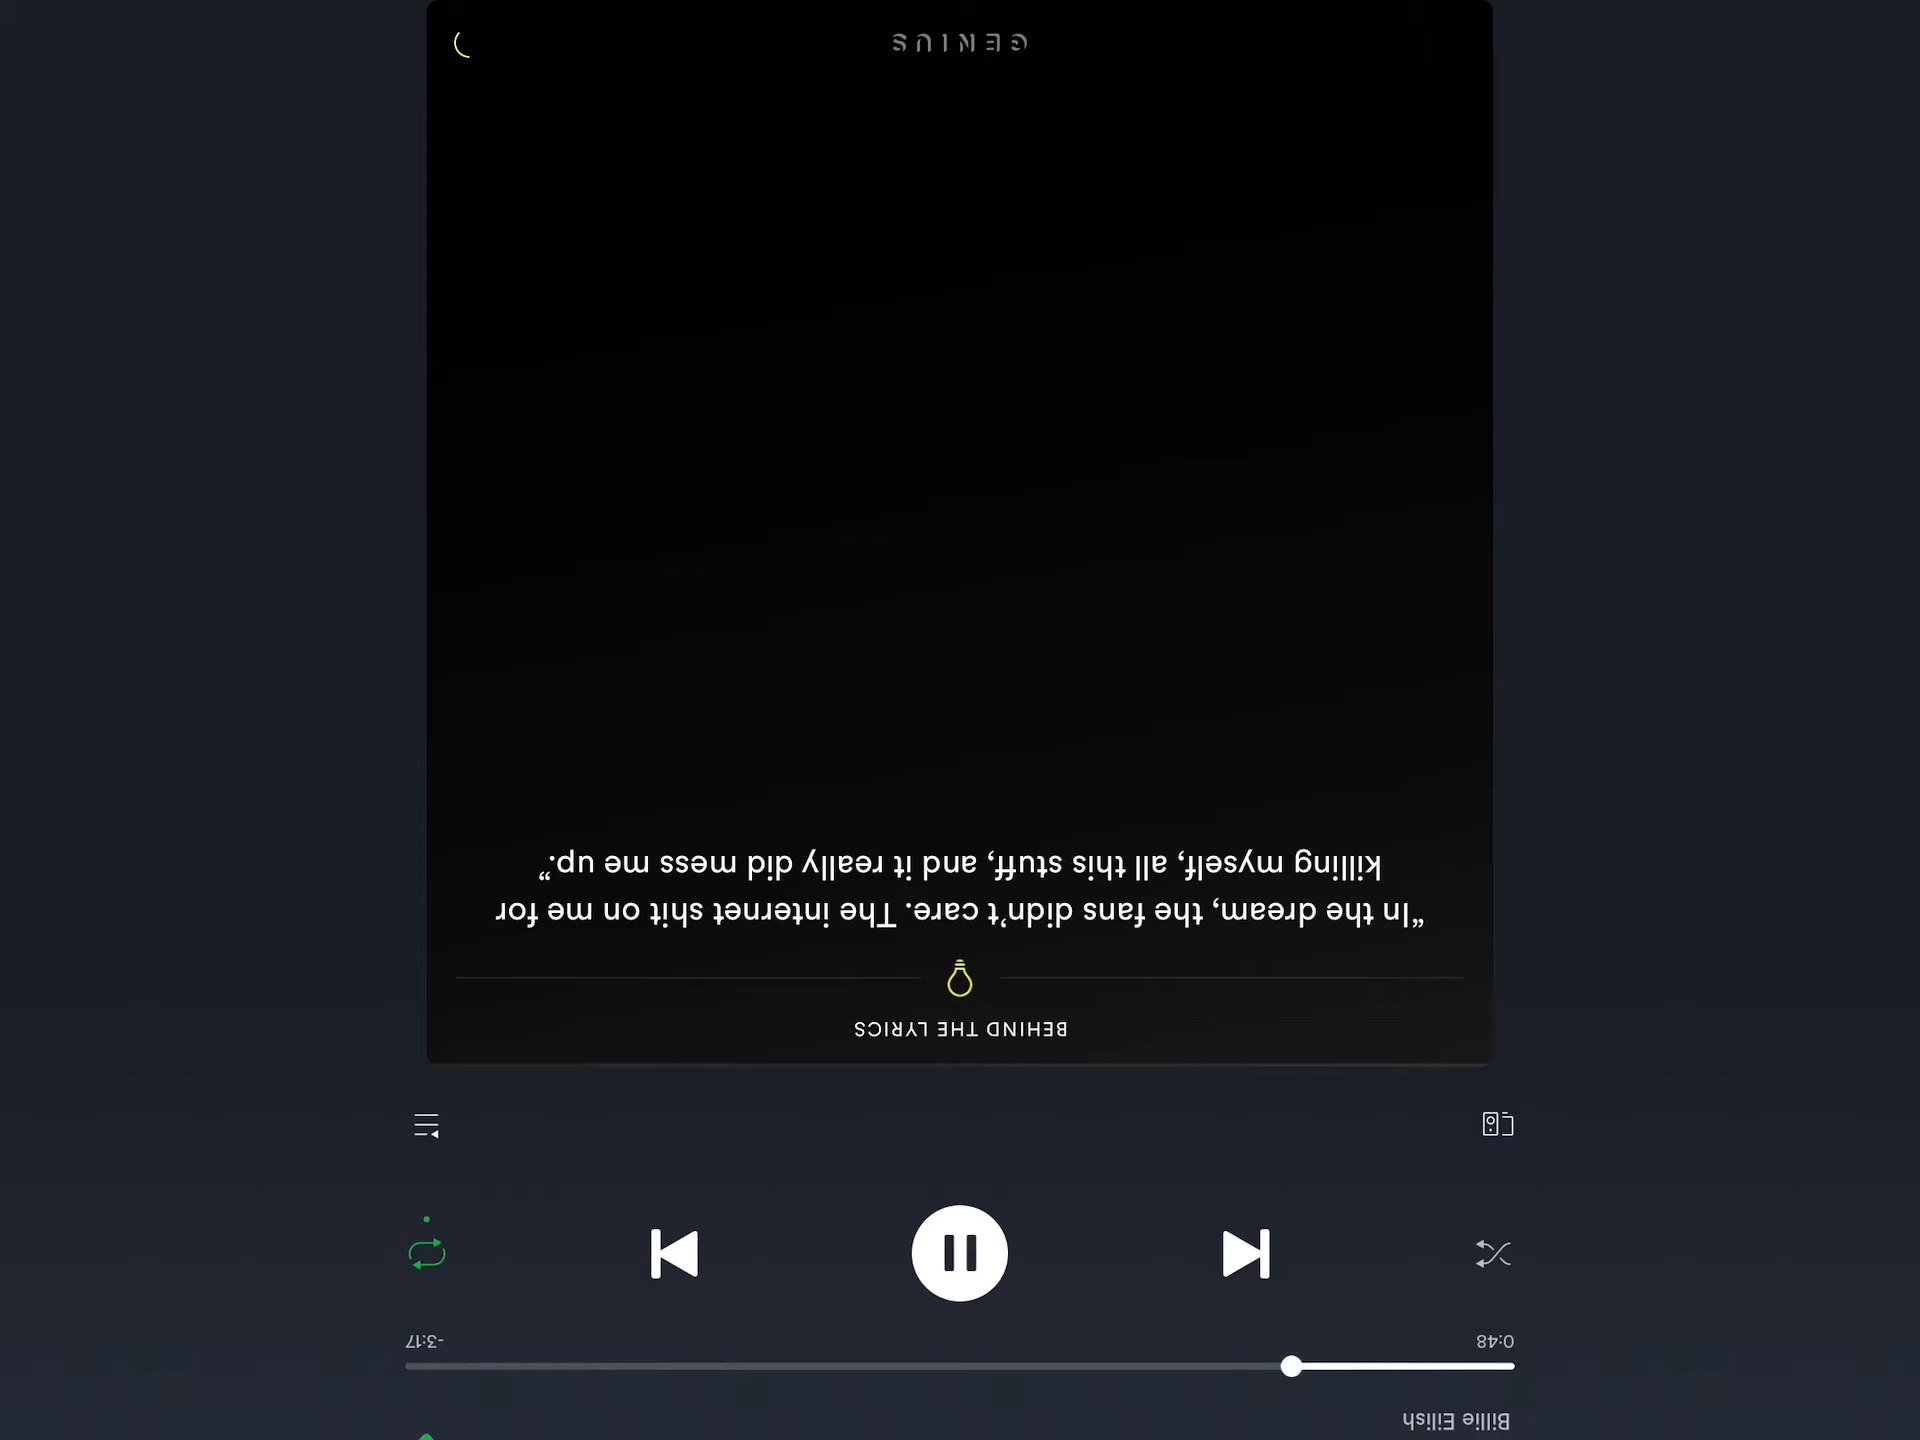 Billie Eilish
0:48
-3:17
BEHIND THE LYRICS
“In the dream, the fans didn’t care. The internet shit on me for
killing myself, all this stuff, and it really did mess me up.”
GENIUS